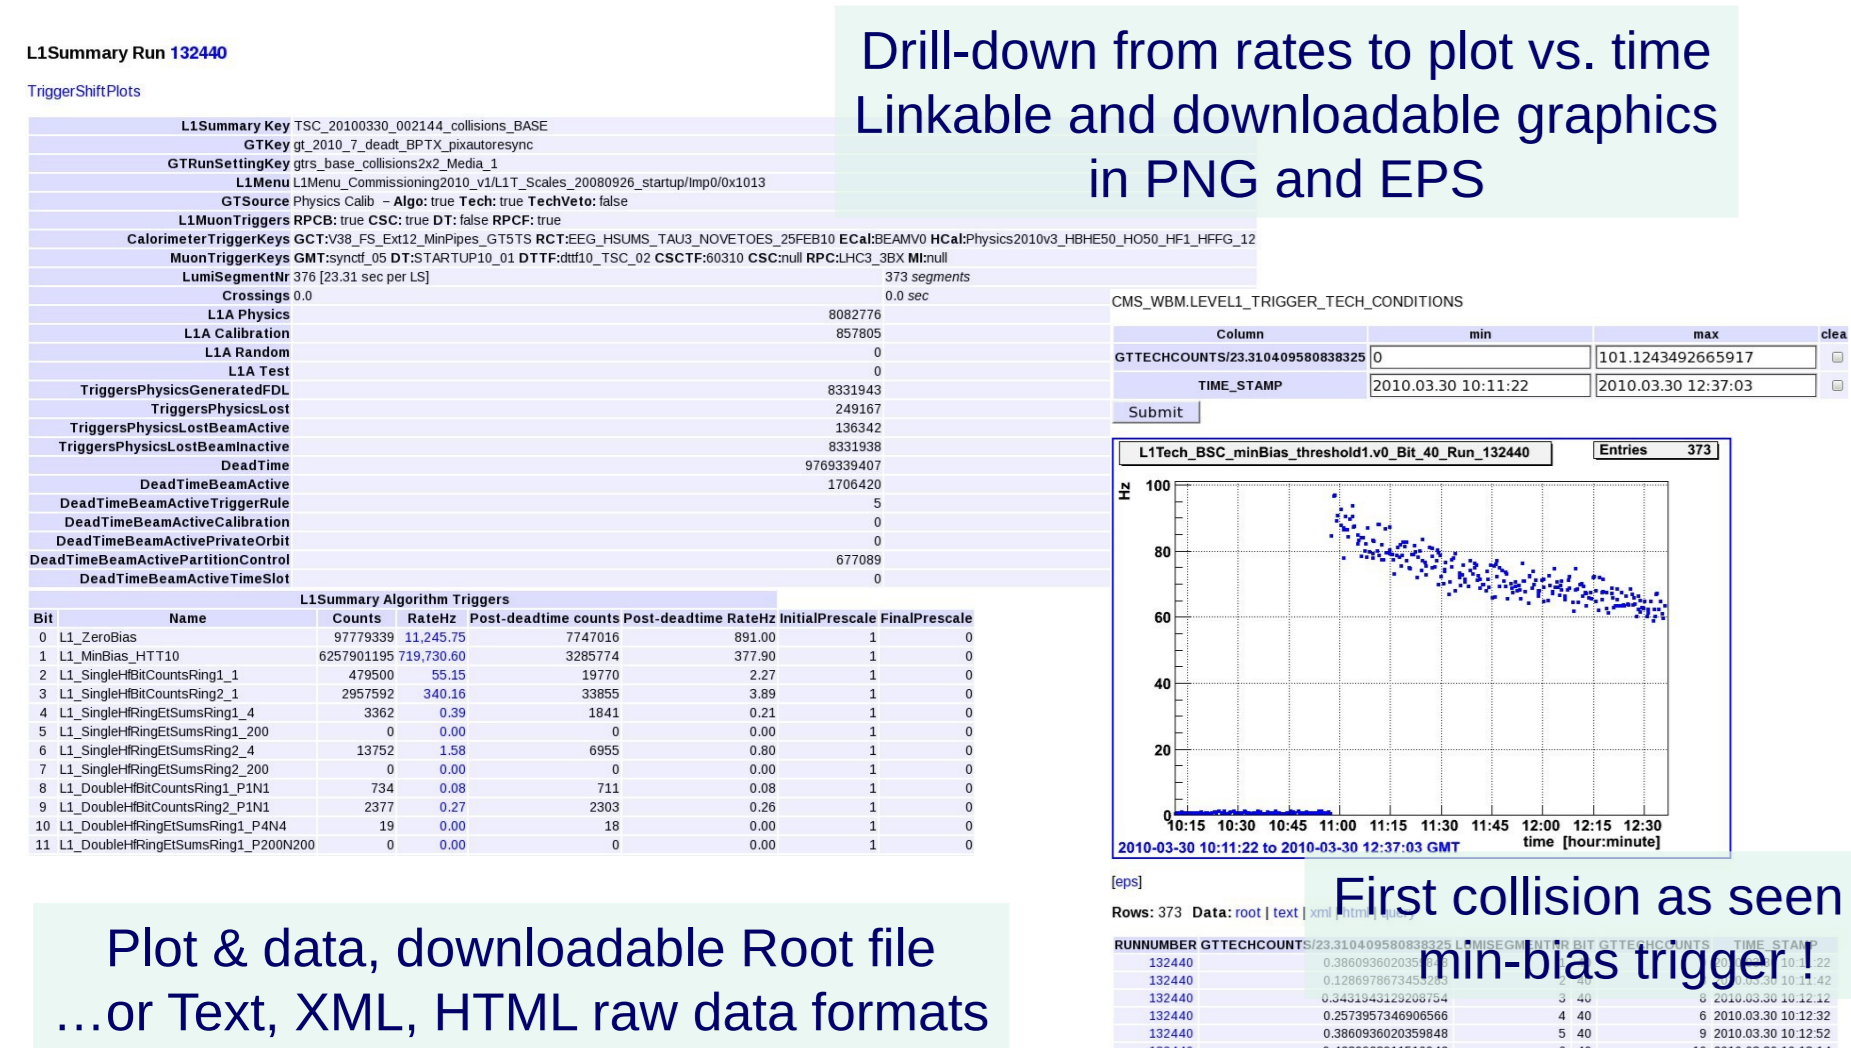 L1Summary Run 132440
TriggerShiftPlots
Drill-down from rates to plot vs. time
Linkable and downloadable graphics
in PNG and EPS
L1Summary Key TSC_20100330_002144_collisions_BASE
GTKey gt_2010_7_deadt_BPTX_pixautoresync
GTRunSettingKey gtrs_base_collisions2x2_Media_1
L1Menu L1Menu_Commissioning2010_v1/L1T_Scales_20080926_startup/Imp0/0x1013
GTSource Physics Calib – Algo: true Tech: true TechVeto: false
L1MuonTriggers RPCB: true CSC: true DT: false RPCF: true
CalorimeterTriggerKeys GCT:V38_FS_Ext12_MinPipes_GT5TS RCT:EEG_HSUMS_TAU3_NOVETOES_25FEB10 ECal:BEAMV0 HCal:Physics2010v3_HBHE50_HO50_HF1_HFFG_12
MuonTriggerKeys GMT:synctf_05 DT:STARTUP10_01 DTTF:dttf10_TSC_02 CSCTF:60310 CSC:null RPC:LHC3_3BX MI:null
LumiSegmentNr 376 [23.31 sec per LS] 373 segments
Crossings 0.0 0.0 sec
L1A Physics 8082776
L1A Calibration 857805
L1A Random 0
L1A Test 0
TriggersPhysicsGeneratedFDL 8331943
TriggersPhysicsLost 249167
TriggersPhysicsLostBeamActive 136342
TriggersPhysicsLostBeamInactive 8331938
DeadTime 9769339407
DeadTimeBeamActive 1706420
DeadTimeBeamActiveTriggerRule 5
DeadTimeBeamActiveCalibration 0
DeadTimeBeamActivePrivateOrbit 0
DeadTimeBeamActivePartitionControl 677089
DeadTimeBeamActiveTimeSlot 0
L1Summary Algorithm Triggers
Bit Name Counts RateHz Post-deadtime counts Post-deadtime RateHz InitialPrescale FinalPrescale
0 L1_ZeroBias 97779339 11,245.75 7747016 891.00 1 0
1 L1_MinBias_HTT10 6257901195 719,730.60 3285774 377.90 1 0
2 L1_SingleHfBitCountsRing1_1 479500 55.15 19770 2.27 1 0
3 L1_SingleHfBitCountsRing2_1 2957592 340.16 33855 3.89 1 0
4 L1_SingleHfRingEtSumsRing1_4 3362 0.39 1841 0.21 1 0
5 L1_SingleHfRingEtSumsRing1_200 0 0.00 0 0.00 1 0
6 L1_SingleHfRingEtSumsRing2_4 13752 1.58 6955 0.80 1 0
7 L1_SingleHfRingEtSumsRing2_200 0 0.00 0 0.00 1 0
8 L1_DoubleHfBitCountsRing1_P1N1 734 0.08 711 0.08 1 0
9 L1_DoubleHfBitCountsRing2_P1N1 2377 0.27 2303 0.26 1 0
10 L1_DoubleHfRingEtSumsRing1_P4N4 19 0.00 18 0.00 1 0
11 L1_DoubleHfRingEtSumsRing1_P200N200 0 0.00 0 0.00 1 0
CMS_WBM.LEVEL1_TRIGGER_TECH_CONDITIONS
Column min max clea
GTTECHCOUNTS/23.310409580838325 0 101.1243492665917
TIME_STAMP 2010.03.30 10:11:22 2010.03.30 12:37:03
Submit
L1Tech_BSC_minBias_threshold1.v0_Bit_40_Run_132440
Entries 373
Hz
100
80
60
40
20
0
10:15 10:30 10:45 11:00 11:15 11:30 11:45 12:00 12:15 12:30
time [hour:minute]
2010-03-30 10:11:22 to 2010-03-30 12:37:03 GMT
[eps]
First collision as seen
min-bias trigger !
Rows: 373 Data: root | text | xml | html | query
RUNNUMBER GTTECHCOUNTS/23.310409580838325 LUMISEGMENTNR BIT GTTECHCOUNTS TIME_STAMP
132440
132440
132440 0.3431943129208754 3 40 8 2010.03.30 10:12:12
132440 0.2573957346906566 4 40 6 2010.03.30 10:12:32
132440 0.3860936020359848 5 40 9 2010.03.30 10:12:52
Plot & data, downloadable Root file
…or Text, XML, HTML raw data formats